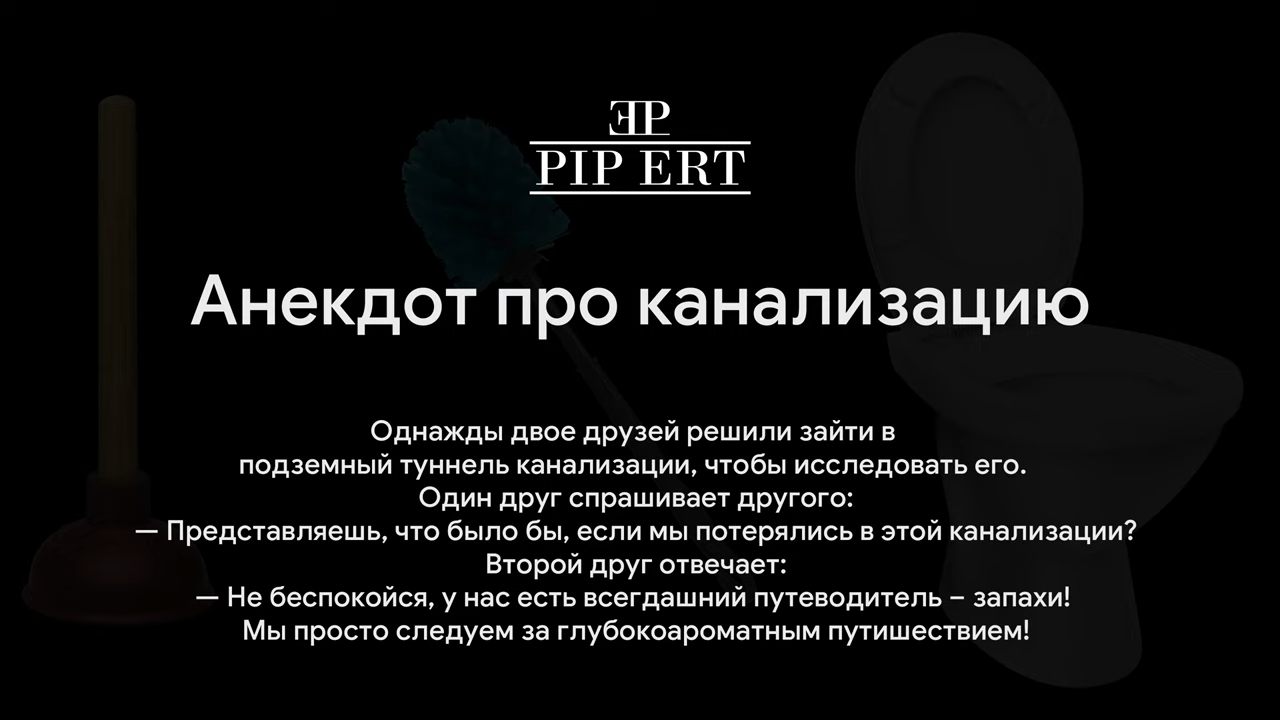 ƎP
PIP ERT
Анекдот про канализацию
Однажды двое друзей решили зайти в
подземный туннель канализации, чтобы исследовать его.
Один друг спрашивает другого:
— Представляешь, что было бы, если мы потерялись в этой канализации?
Второй друг отвечает:
— Не беспокойся, у нас есть всегдашний путеводитель – запахи!
Мы просто следуем за глубокоароматным путишествием!